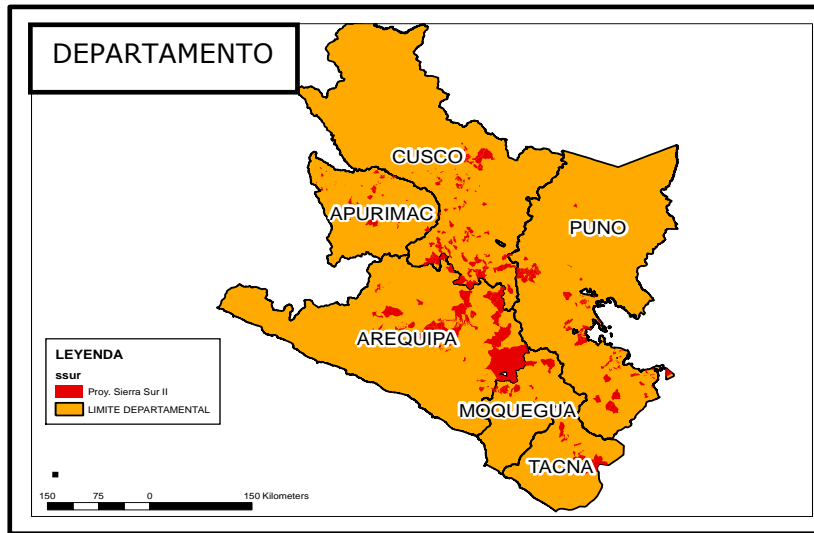 DEPARTAMENTO
CUSCO
APURIMAC
PUNO
AREQUIPA
MOQUEGUA
TACNA
LEYENDA
ssur
Proy. Sierra Sur II
LIMITE DEPARTAMENTAL
150 75 0 150 Kilometers